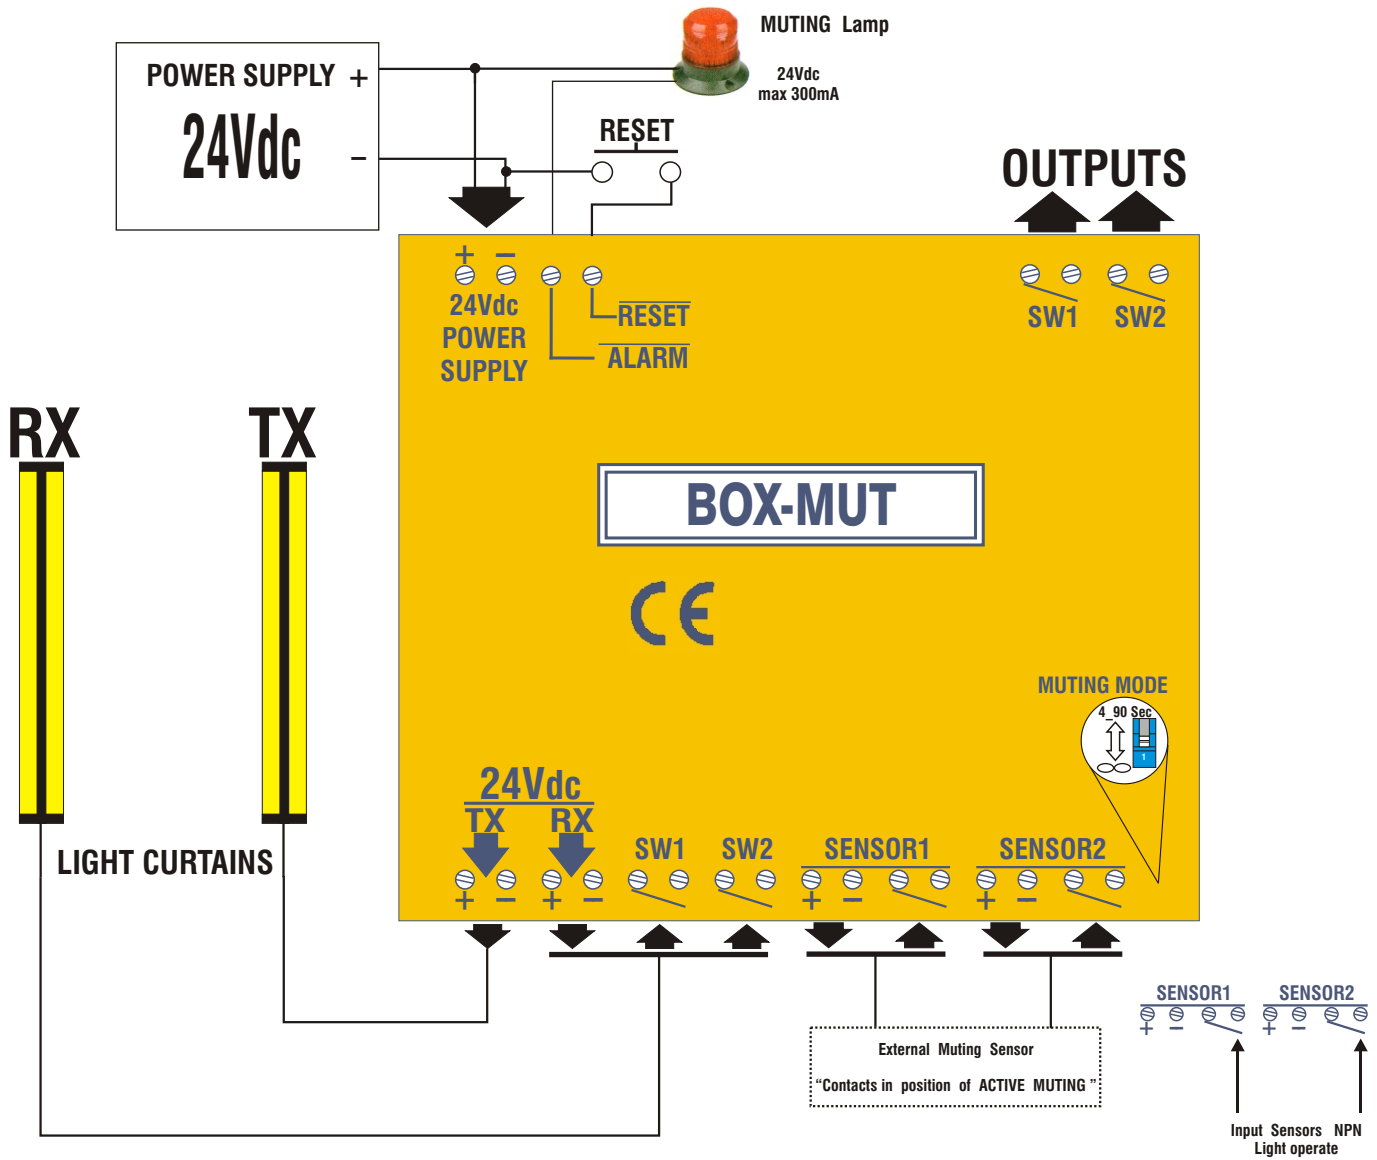 MUTING Lamp
24Vdc
max 300mA
POWER SUPPLY +
24Vdc
–
RESET
OUTPUTS
+ –
24Vdc
POWER
SUPPLY
RESET
ALARM
SW1 SW2
RX TX
BOX-MUT
CE
MUTING MODE
4_90 Sec
1
24Vdc
TX RX
SW1 SW2 SENSOR1 SENSOR2
+ – + – + – + –
LIGHT CURTAINS
External Muting Sensor
“Contacts in position of ACTIVE MUTING ”
SENSOR1 SENSOR2
+ – + –
Input Sensors NPN
Light operate